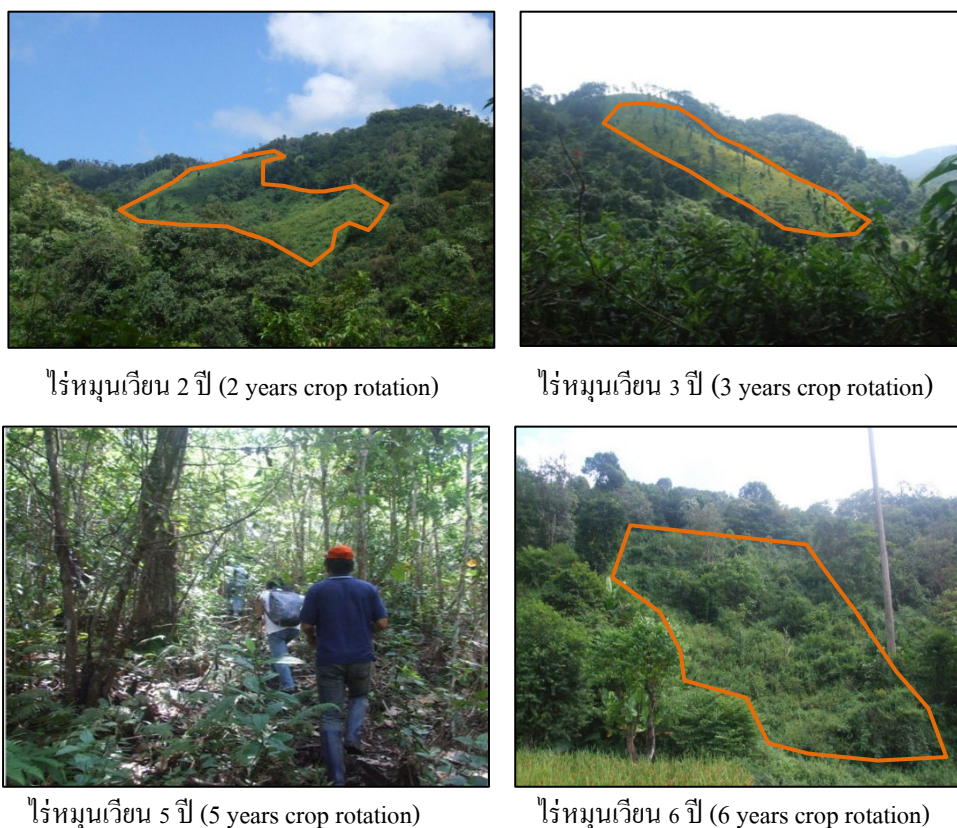 ไร่หมุนเวียน 2 ปี (2 years crop rotation)
ไร่หมุนเวียน 3 ปี (3 years crop rotation)
ไร่หมุนเวียน 5 ปี (5 years crop rotation)
ไร่หมุนเวียน 6 ปี (6 years crop rotation)